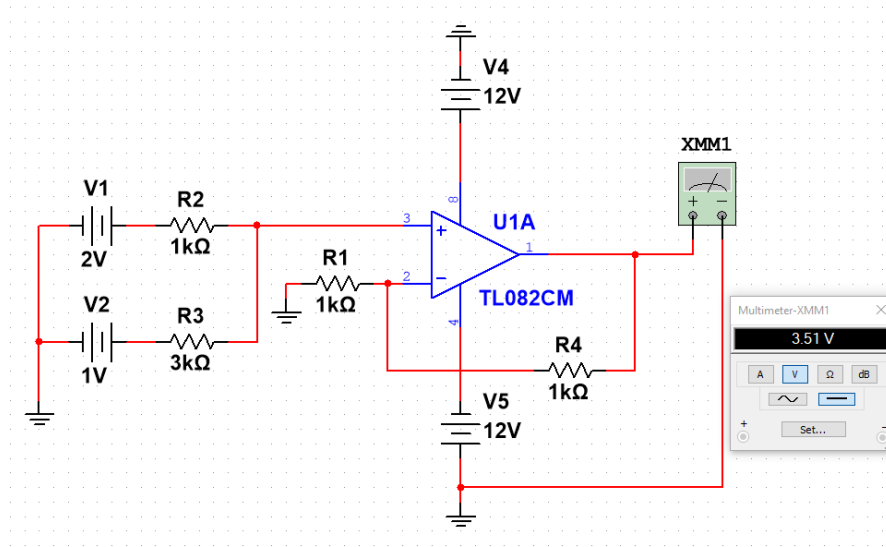 V4
12V
XMM1
+ −
V1
2V
R2
1kΩ
3
+
8
U1A
1
R1
1kΩ
2
−
TL082CM
4
V2
1V
R3
3kΩ
R4
1kΩ
V5
12V
Multimeter-XMM1
3.51 V
A V Ω dB
Set...
+ −